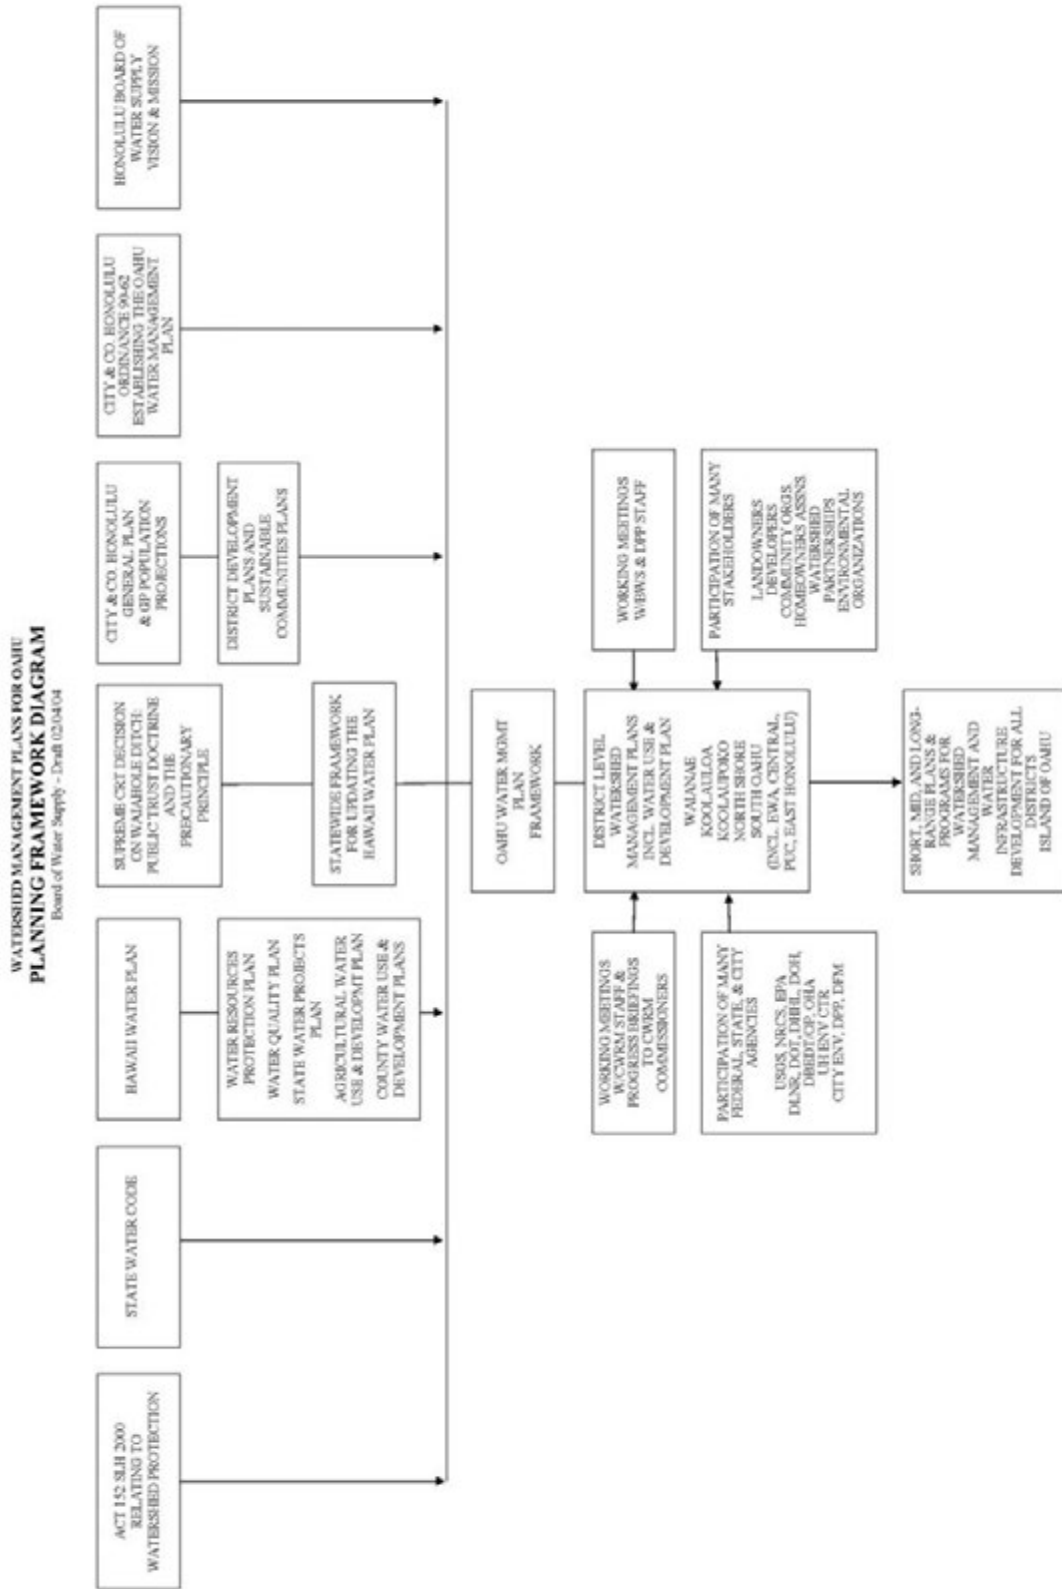 WATERSHED MANAGEMENT PLANS FOR OAHU
PLANNING FRAMEWORK DIAGRAM
Board of Water Supply - Draft 02/04/04
ACT 152 SLH 2000
RELATING TO
WATERSHED PROTECTION
STATE WATER CODE
HAWAII WATER PLAN
SUPREME CRT DECISION
ON WAIAHOLE DITCH:
PUBLIC TRUST DOCTRINE
AND THE
PRECAUTIONARY
PRINCIPLE
CITY & CO. HONOLULU
GENERAL PLAN
& GP POPULATION
PROJECTIONS
CITY & CO. HONOLULU
ORDINANCE 90-62
ESTABLISHING THE OAHU
WATER MANAGEMENT
PLAN
HONOLULU BOARD OF
WATER SUPPLY
VISION & MISSION
WATER RESOURCES
PROTECTION PLAN
WATER QUALITY PLAN
STATE WATER PROJECTS
PLAN
AGRICULTURAL WATER
USE & DEVELOPMT PLAN
COUNTY WATER USE &
DEVELOPMENT PLANS
STATEWIDE FRAMEWORK
FOR UPDATING THE
HAWAII WATER PLAN
DISTRICT DEVELOPMENT
PLANS AND
SUSTAINABLE
COMMUNITIES PLANS
OAHU WATER MGMT
PLAN
FRAMEWORK
WORKING MEETINGS
W/CWRM STAFF &
PROGRESS BRIEFINGS
TO CWRM
COMMISSIONERS
DISTRICT LEVEL
WATERSHED
MANAGEMENT PLANS
INCL. WATER USE &
DEVELOPMENT PLAN
WAIANAE
KOOLAULOA
KOOLAUPOKO
NORTH SHORE
SOUTH OAHU
(INCL. EWA, CENTRAL,
PUC, EAST HONOLULU)
WORKING MEETINGS
W/BWS & DPP STAFF
PARTICIPATION OF MANY
FEDERAL, STATE, & CITY
AGENCIES
USGS, NRCS, EPA
DLNR, DOT, DHHL, DOH,
DBEDT/OP, OHA
UH ENV CTR
CITY ENV, DPP, DFM
PARTICIPATION OF MANY
STAKEHOLDERS
LANDOWNERS
DEVELOPERS
COMMUNITY ORGS.
HOMEOWNERS ASSNS
WATERSHED
PARTNERSHIPS
ENVIRONMENTAL
ORGANIZATIONS
SHORT, MID, AND LONG-
RANGE PLANS &
PROGRAMS FOR
WATERSHED
MANAGEMENT AND
WATER
INFRASTRUCTURE
DEVELOPMENT FOR ALL
DISTRICTS
ISLAND OF OAHU